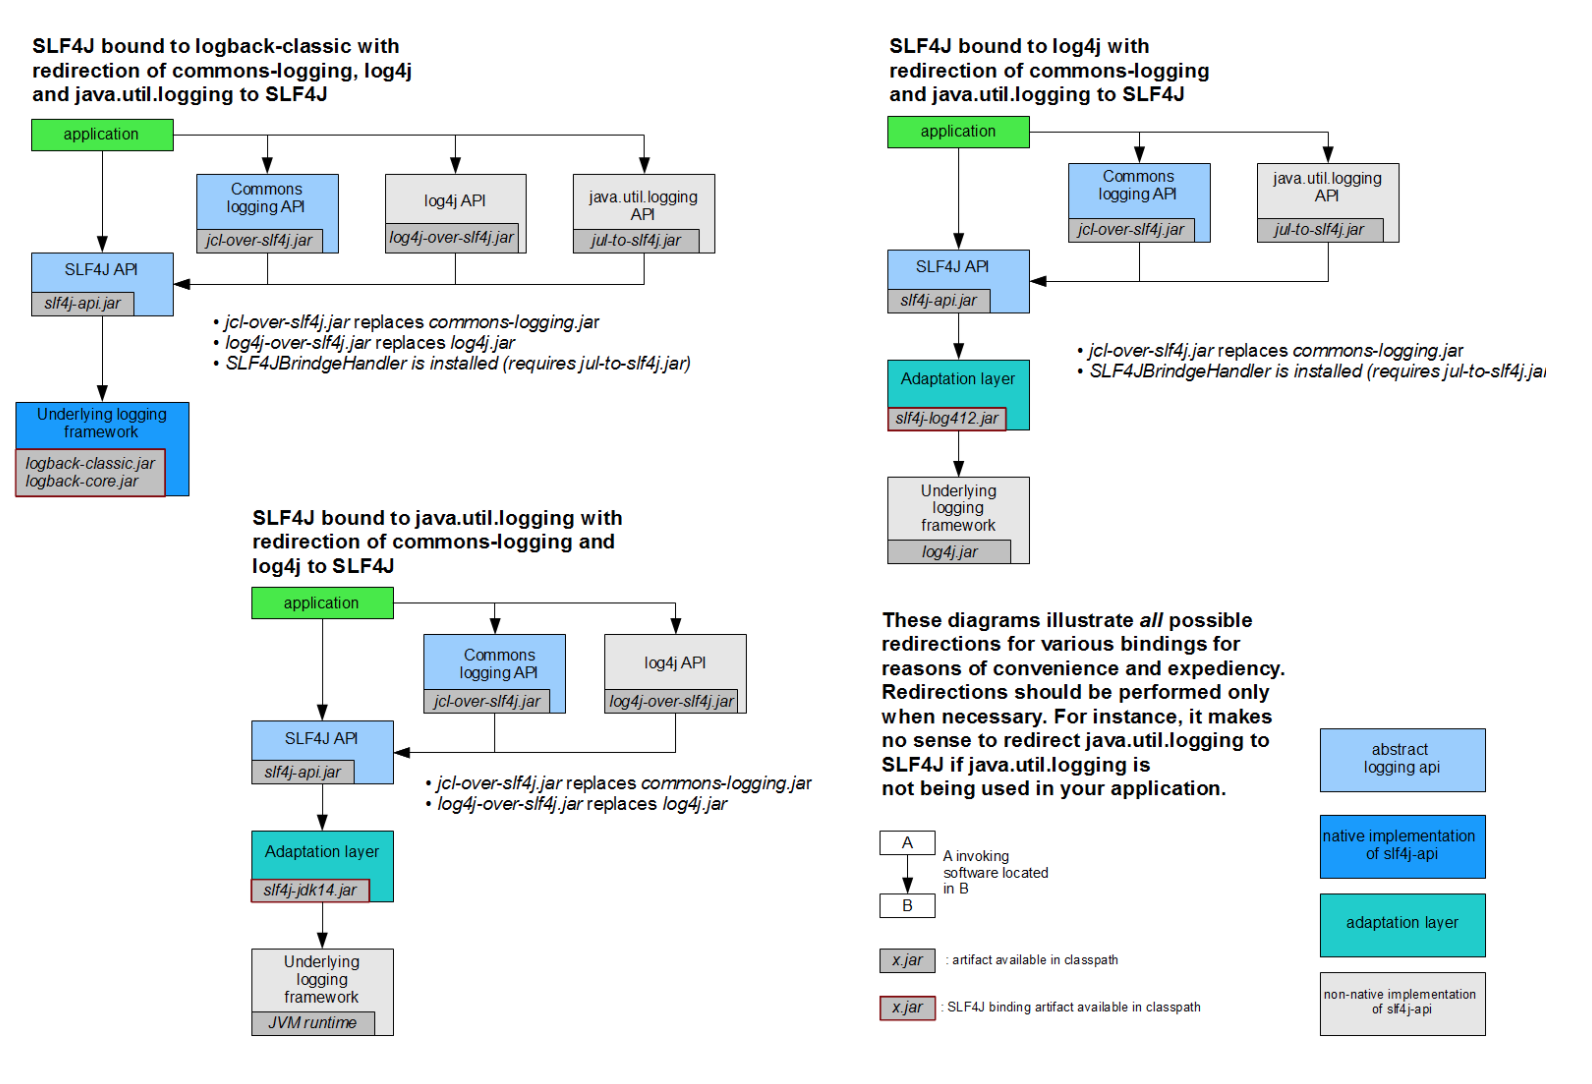 SLF4J bound to logback-classic with
redirection of commons-logging, log4j
and java.util.logging to SLF4J
application
Commons
logging API
jcl-over-slf4j.jar
log4j API
log4j-over-slf4j.jar
java.util.logging
API
jul-to-slf4j.jar
SLF4J API
slf4j-api.jar
• jcl-over-slf4j.jar replaces commons-logging.jar
• log4j-over-slf4j.jar replaces log4j.jar
• SLF4JBrindgeHandler is installed (requires jul-to-slf4j.jar)
Underlying logging
framework
logback-classic.jar
logback-core.jar
SLF4J bound to log4j with
redirection of commons-logging
and java.util.logging to SLF4J
application
Commons
logging API
jcl-over-slf4j.jar
java.util.logging
API
jul-to-slf4j.jar
SLF4J API
slf4j-api.jar
• jcl-over-slf4j.jar replaces commons-logging.jar
• SLF4JBrindgeHandler is installed (requires jul-to-slf4j.jar
Adaptation layer
slf4j-log412.jar
Underlying
logging
framework
log4j.jar
SLF4J bound to java.util.logging with
redirection of commons-logging and
log4j to SLF4J
application
Commons
logging API
jcl-over-slf4j.jar
log4j API
log4j-over-slf4j.jar
SLF4J API
slf4j-api.jar
• jcl-over-slf4j.jar replaces commons-logging.jar
• log4j-over-slf4j.jar replaces log4j.jar
Adaptation layer
slf4j-jdk14.jar
Underlying
logging
framework
JVM runtime
These diagrams illustrate all possible
redirections for various bindings for
reasons of convenience and expediency.
Redirections should be performed only
when necessary. For instance, it makes
no sense to redirect java.util.logging to
SLF4J if java.util.logging is
not being used in your application.
A
B
A invoking
software located
in B
x.jar : artifact available in classpath
x.jar : SLF4J binding artifact available in classpath
abstract
logging api
native implementation
of slf4j-api
adaptation layer
non-native implementation
of slf4j-api